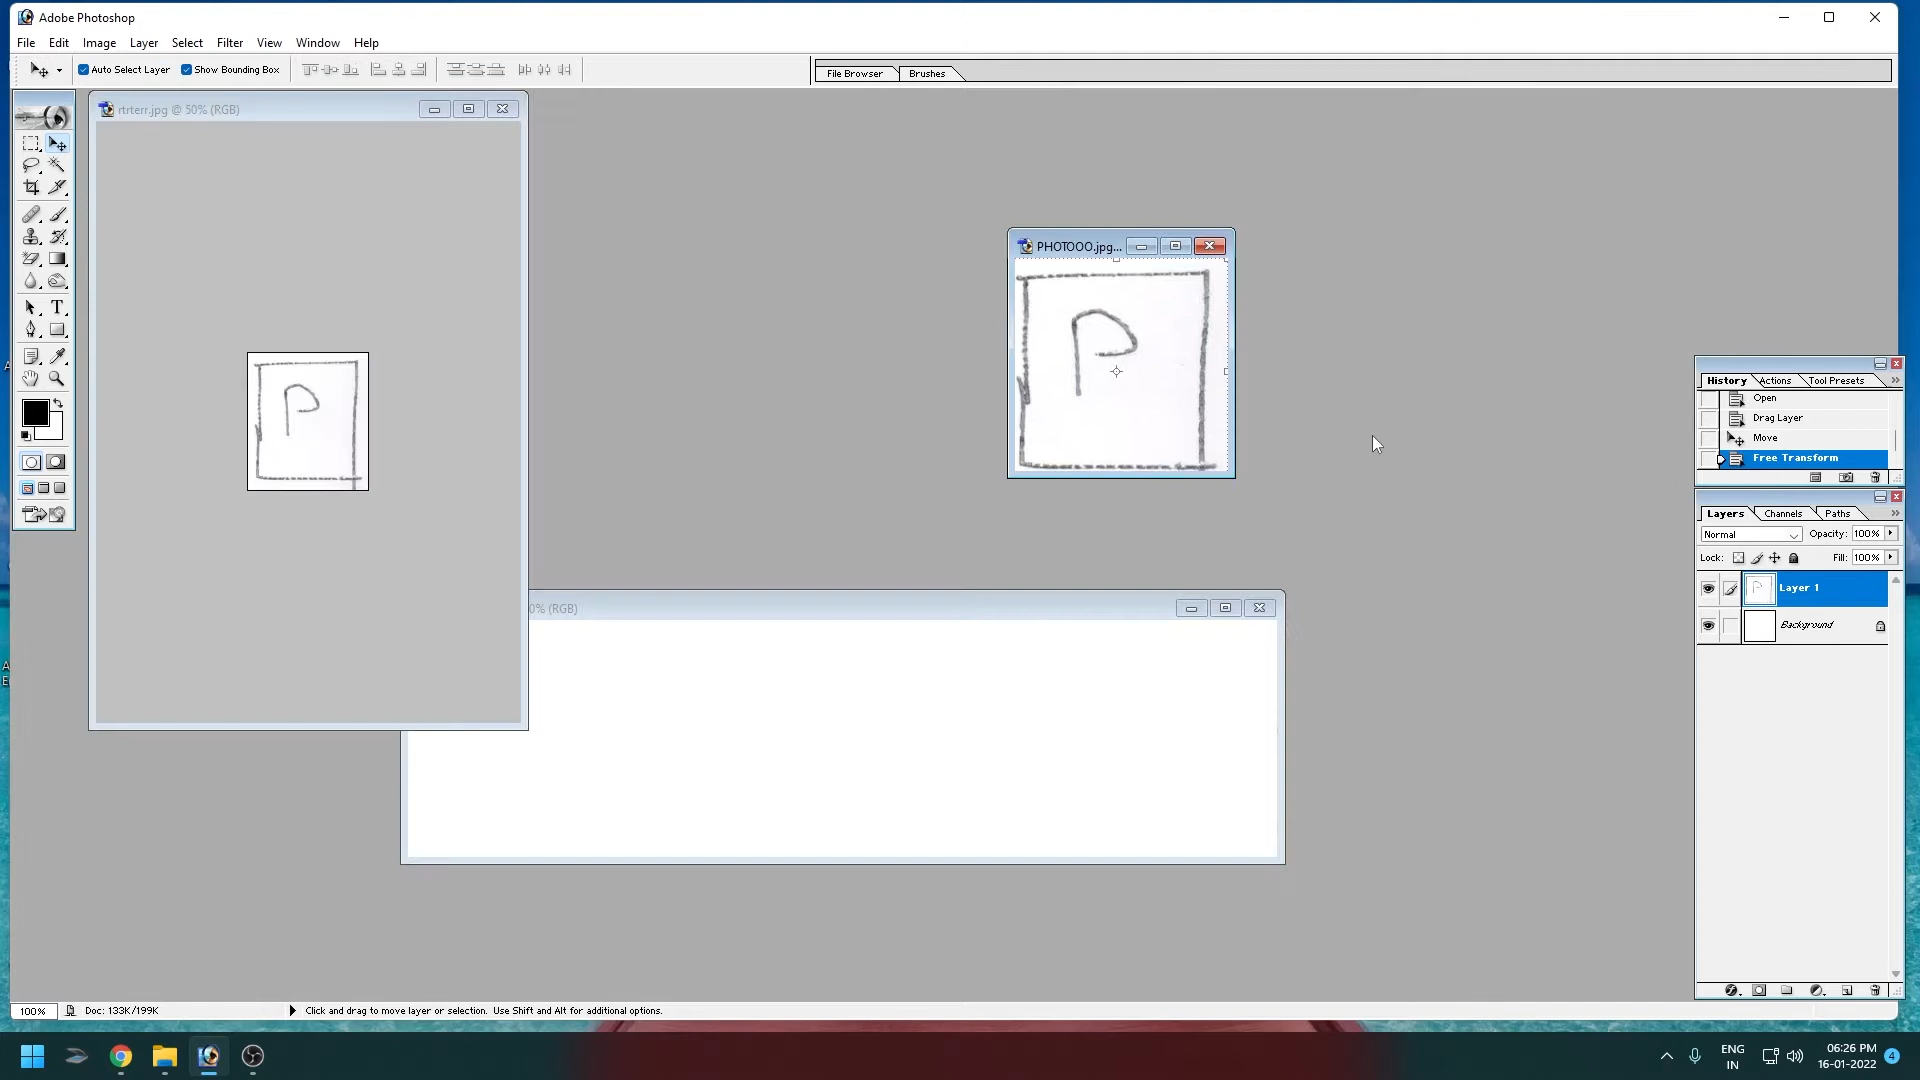 Adobe Photoshop
File Edit Image Layer Select Filter View Window Help
Auto Select Layer Show Bounding Box File Browser Brushes
rtrterr.jpg @ 50% (RGB)
PHOTOOO.jpg...
P
P
History Actions Tool Presets
Open
Drag Layer
Move
Free Transform
Layers Channels Paths
Normal Opacity: 100%
Lock: Fill: 100%
Layer 1
Background
0% (RGB)
100% Doc: 133K/199K Click and drag to move layer or selection. Use Shift and Alt for additional options.
ENG
IN
06:26 PM
16-01-2022
4